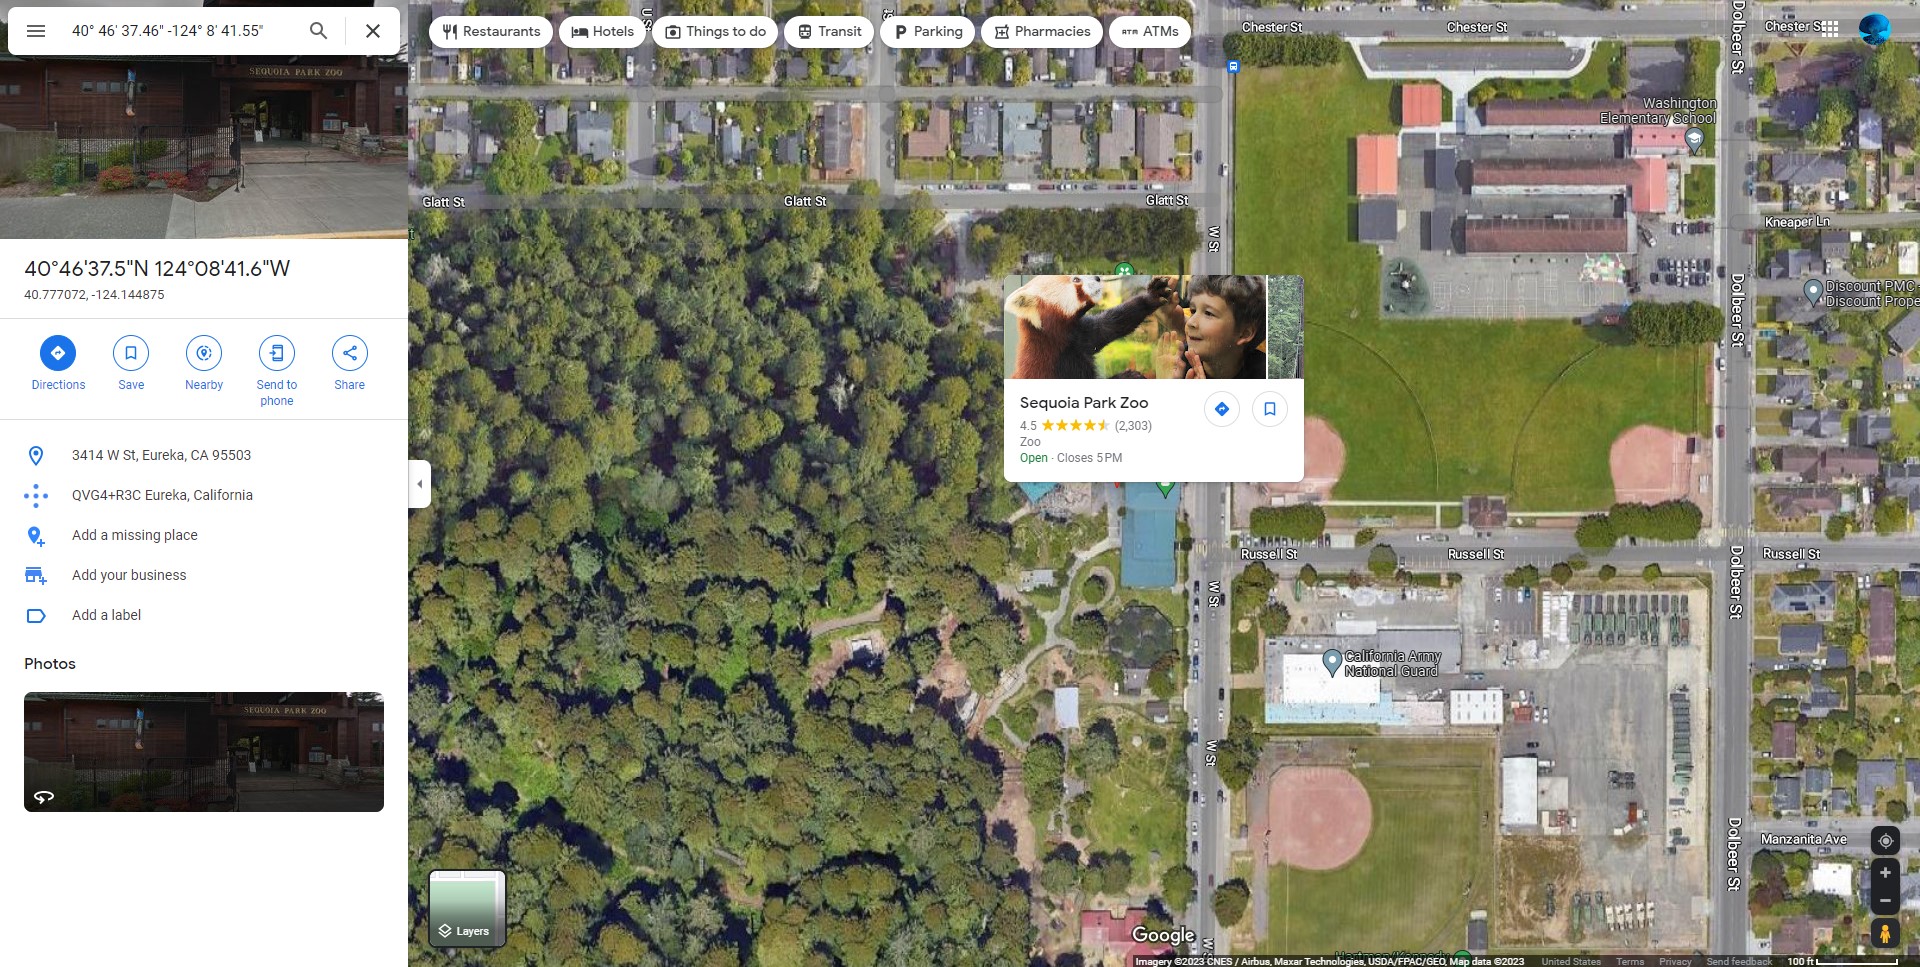 40° 46' 37.46" -124° 8' 41.55"
SEQUOIA PARK ZOO
40°46'37.5"N 124°08'41.6"W
40.777072, -124.144875
Directions
Save
Nearby
Send to
phone
Share
3414 W St, Eureka, CA 95503
QVG4+R3C Eureka, California
Add a missing place
Add your business
Add a label
Photos
SEQUOIA PARK ZOO
Restaurants
Hotels
Things to do
Transit
Parking
Pharmacies
ATM ATMs
Chester St
Chester St
Chester S
Dolbeer St
Washington
Elementary School
Glatt St
Glatt St
Glatt St
W St
Kneaper Ln
Dolbeer St
Discount PMC -
Discount Prope
Sequoia Park Zoo
4.5 (2,303)
Zoo
Open · Closes 5 PM
Russell St
Russell St
Russell St
W St
Dolbeer St
California Army
National Guard
W St
Dolbeer St
Manzanita Ave
Layers
Google
W S
Imagery ©2023 CNES / Airbus, Maxar Technologies, USDA/FPAC/GEO, Map data ©2023
United States
Terms
Privacy
Send feedback
100 ft